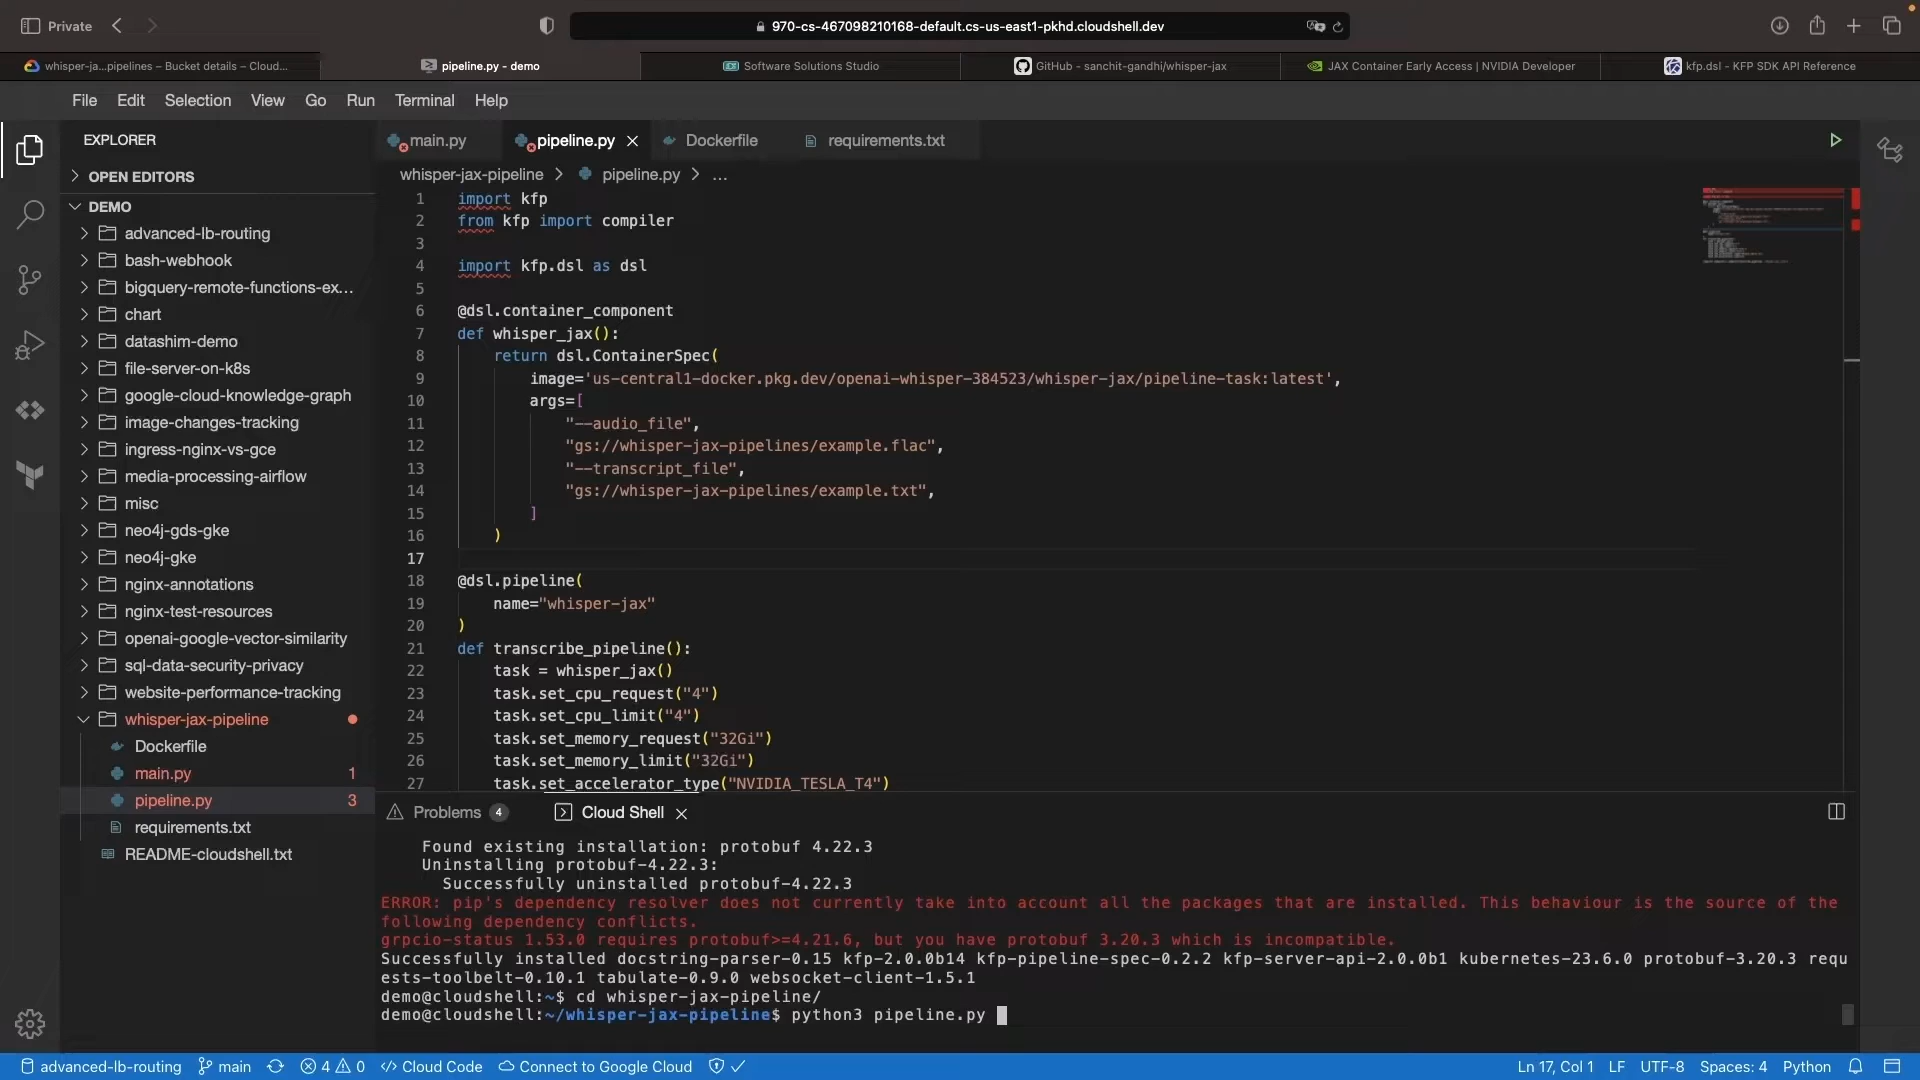 Private
970-cs-467098210168-default.cs-us-east1-pkhd.cloudshell.dev
whisper-ja...pipelines – Bucket details – Cloud...
pipeline.py - demo
Software Solutions Studio
GitHub - sanchit-gandhi/whisper-jax
JAX Container Early Access | NVIDIA Developer
kfp.dsl - KFP SDK API Reference
File Edit Selection View Go Run Terminal Help
EXPLORER
OPEN EDITORS
DEMO
advanced-lb-routing
bash-webhook
bigquery-remote-functions-ex...
chart
datashim-demo
file-server-on-k8s
google-cloud-knowledge-graph
image-changes-tracking
ingress-nginx-vs-gce
media-processing-airflow
misc
neo4j-gds-gke
neo4j-gke
nginx-annotations
nginx-test-resources
openai-google-vector-similarity
sql-data-security-privacy
website-performance-tracking
whisper-jax-pipeline
Dockerfile
main.py 1
pipeline.py 3
requirements.txt
README-cloudshell.txt
main.py
pipeline.py
Dockerfile
requirements.txt
whisper-jax-pipeline > pipeline.py > ...
1 import kfp
2 from kfp import compiler
3
4 import kfp.dsl as dsl
5
6 @dsl.container_component
7 def whisper_jax():
8 return dsl.ContainerSpec(
9 image='us-central1-docker.pkg.dev/openai-whisper-384523/whisper-jax/pipeline-task:latest',
10 args=[
11 "--audio_file",
12 "gs://whisper-jax-pipelines/example.flac",
13 "--transcript_file",
14 "gs://whisper-jax-pipelines/example.txt",
15 ]
16 )
17
18 @dsl.pipeline(
19 name="whisper-jax"
20 )
21 def transcribe_pipeline():
22 task = whisper_jax()
23 task.set_cpu_request("4")
24 task.set_cpu_limit("4")
25 task.set_memory_request("32Gi")
26 task.set_memory_limit("32Gi")
27 task.set_accelerator_type("NVIDIA_TESLA_T4")
Problems 4
Cloud Shell
Found existing installation: protobuf 4.22.3
Uninstalling protobuf-4.22.3:
Successfully uninstalled protobuf-4.22.3
ERROR: pip's dependency resolver does not currently take into account all the packages that are installed. This behaviour is the source of the
following dependency conflicts.
grpcio-status 1.53.0 requires protobuf>=4.21.6, but you have protobuf 3.20.3 which is incompatible.
Successfully installed docstring-parser-0.15 kfp-2.0.0b14 kfp-pipeline-spec-0.2.2 kfp-server-api-2.0.0b1 kubernetes-23.6.0 protobuf-3.20.3 requ
ests-toolbelt-0.10.1 tabulate-0.9.0 websocket-client-1.5.1
demo@cloudshell:~$ cd whisper-jax-pipeline/
demo@cloudshell:~/whisper-jax-pipeline$ python3 pipeline.py
advanced-lb-routing main 4 0 Cloud Code Connect to Google Cloud
Ln 17, Col 1 LF UTF-8 Spaces: 4 Python